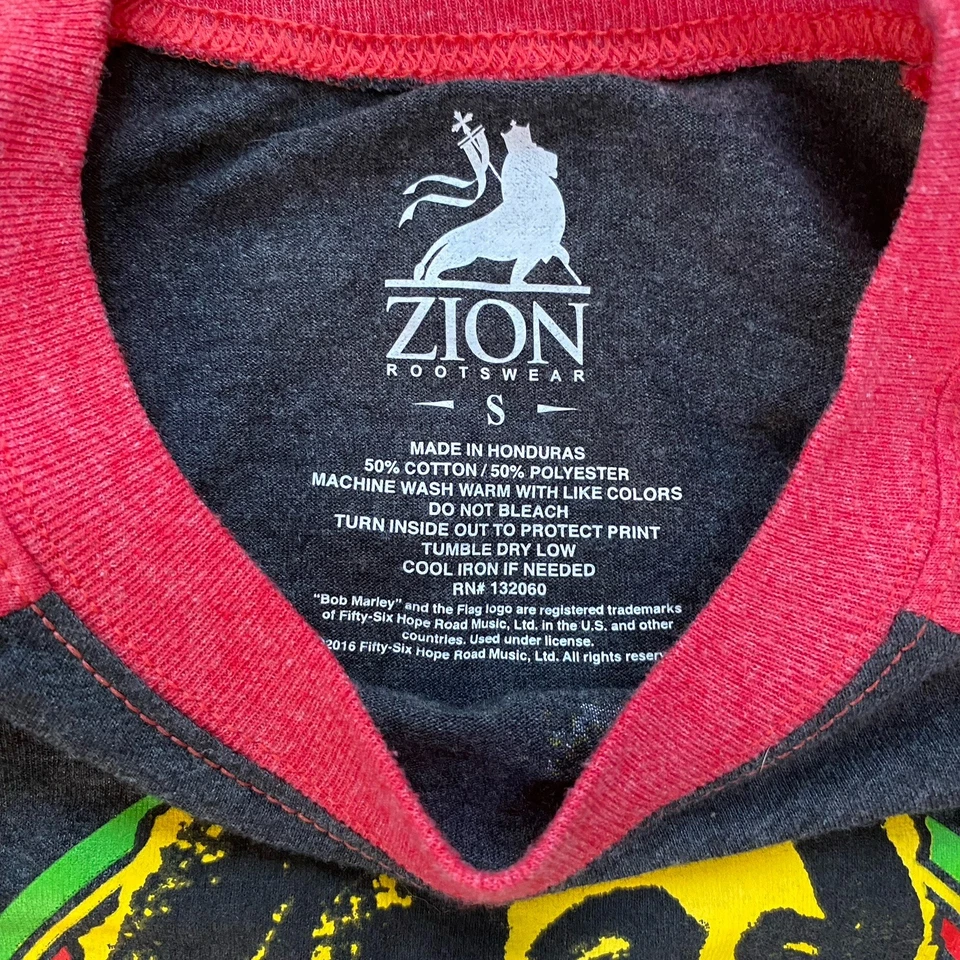 ZION
ROOTSWEAR
S
MADE IN HONDURAS
50% COTTON / 50% POLYESTER
MACHINE WASH WARM WITH LIKE COLORS
DO NOT BLEACH
TURN INSIDE OUT TO PROTECT PRINT
TUMBLE DRY LOW
COOL IRON IF NEEDED
RN# 132060
"Bob Marley" and the Flag logo are registered trademarks
of Fifty-Six Hope Road Music, Ltd. in the U.S. and other
countries. Used under license.
2016 Fifty-Six Hope Road Music, Ltd. All rights reserv